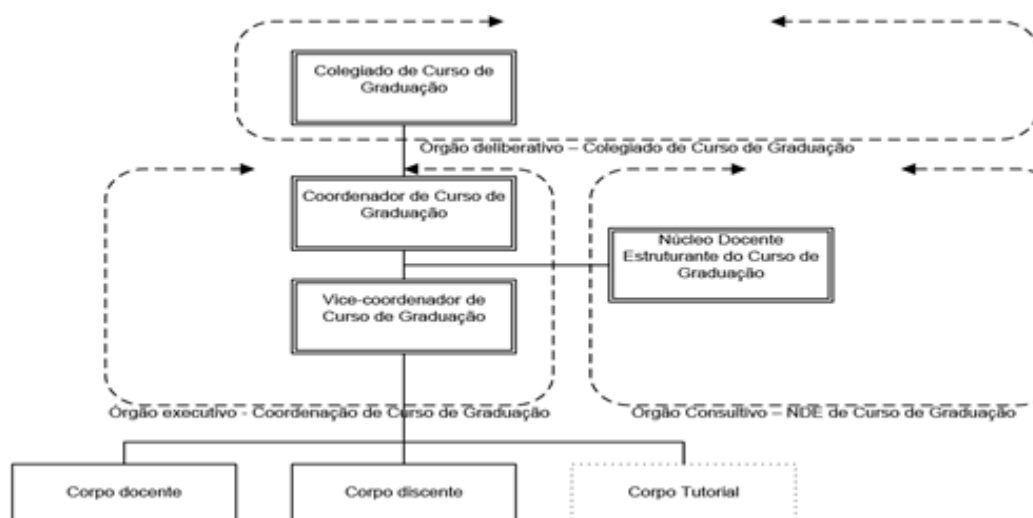 Colegiado de Curso de
Graduação
Orgão deliberativo – Colegiado de Curso de Graduação
Coordenador de Curso de
Graduação
Núcleo Docente
Estruturante do Curso de
Graduação
Vice-coordenador de
Curso de Graduação
Orgão executivo - Coordenação de Curso de Graduação
Orgão Consultivo – NDE de Curso de Graduação
Corpo docente
Corpo discente
Corpo Tutorial